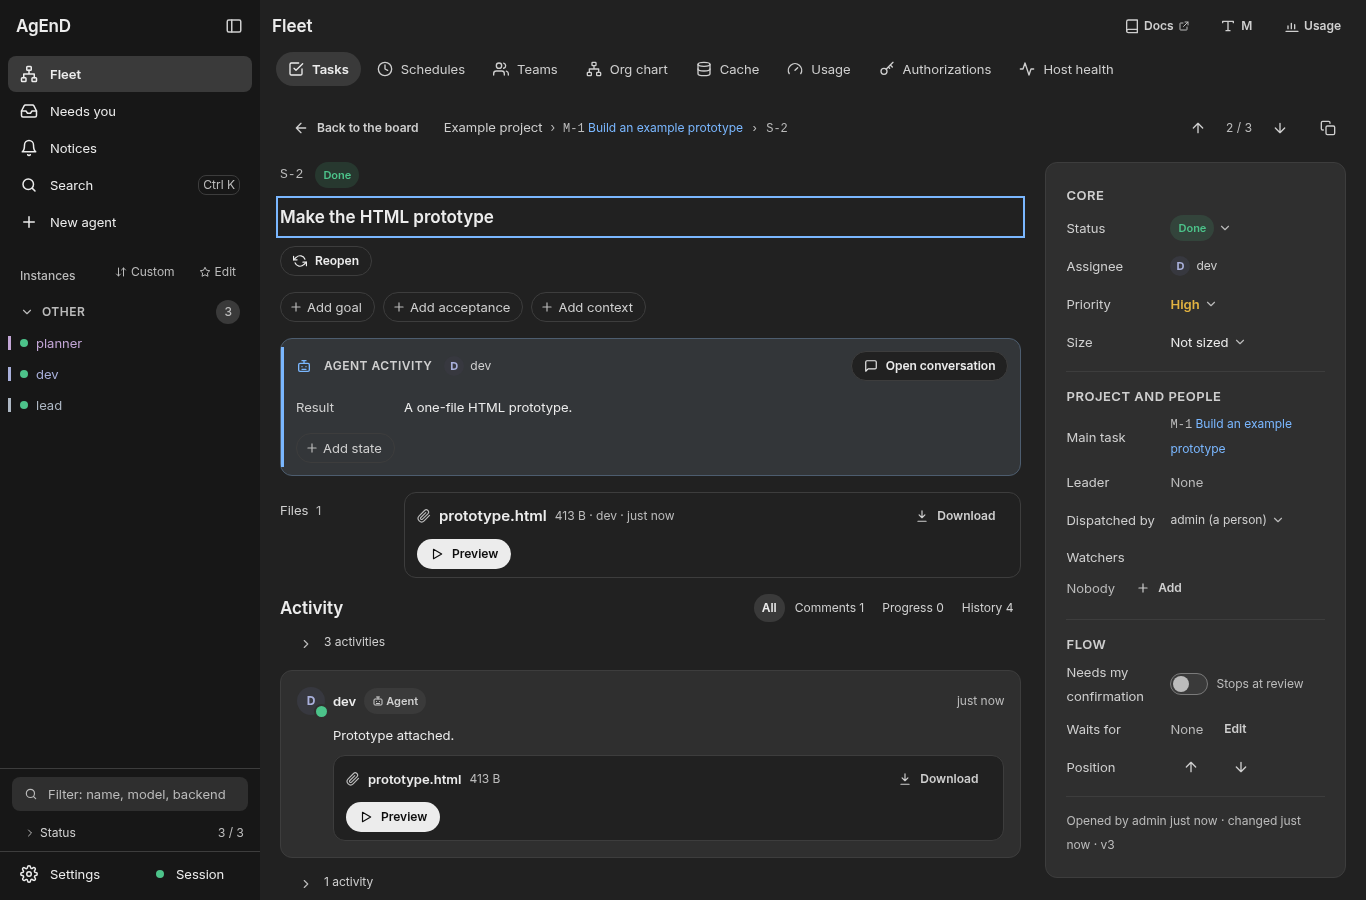 AgEnD
Fleet
Needs you
Notices
Search Ctrl K
New agent
Instances Custom Edit
OTHER 3
planner
dev
lead
Filter: name, model, backend
Status 3 / 3
Settings Session
Fleet Docs M Usage
Tasks Schedules Teams Org chart Cache Usage Authorizations Host health
Back to the board Example project › M-1 Build an example prototype › S-2 2 / 3
S-2 Done
Make the HTML prototype
Reopen
Add goal Add acceptance Add context
AGENT ACTIVITY D dev Open conversation
Result A one-file HTML prototype.
Add state
Files 1
prototype.html 413 B · dev · just now Download
Preview
Activity All Comments 1 Progress 0 History 4
3 activities
D dev Agent just now
Prototype attached.
prototype.html 413 B Download
Preview
1 activity
CORE
Status Done
Assignee D dev
Priority High
Size Not sized
PROJECT AND PEOPLE
Main task M-1 Build an example
prototype
Leader None
Dispatched by admin (a person)
Watchers
Nobody Add
FLOW
Needs my
confirmation Stops at review
Waits for None Edit
Position
Opened by admin just now · changed just
now · v3